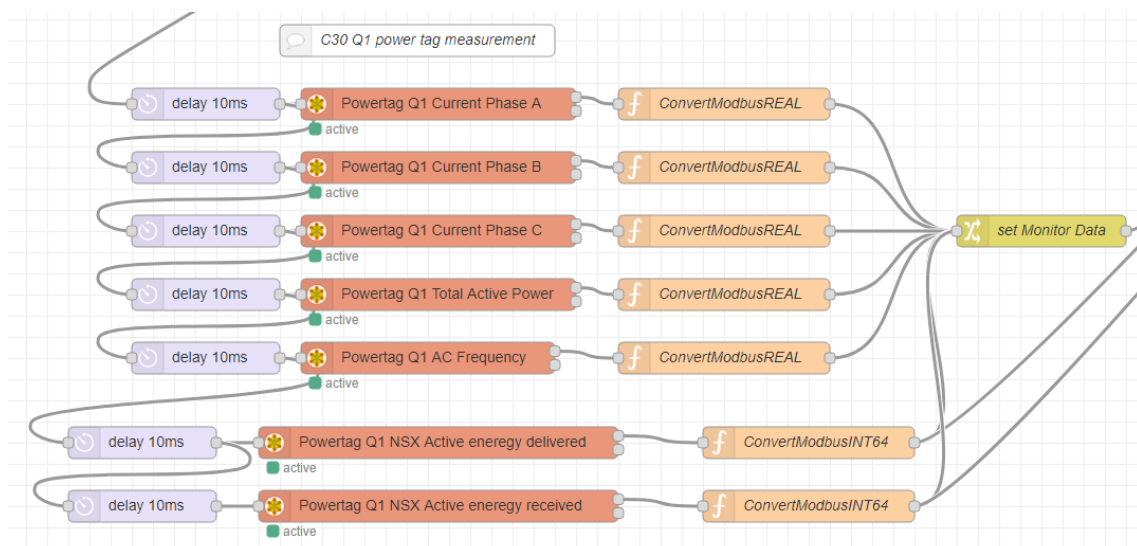 C30 Q1 power tag measurement
delay 10ms Powertag Q1 Current Phase A ConvertModbusREAL
active
delay 10ms Powertag Q1 Current Phase B ConvertModbusREAL
active
delay 10ms Powertag Q1 Current Phase C ConvertModbusREAL set Monitor Data
active
delay 10ms Powertag Q1 Total Active Power ConvertModbusREAL
active
delay 10ms Powertag Q1 AC Frequency ConvertModbusREAL
active
delay 10ms Powertag Q1 NSX Active eneregy delivered ConvertModbusINT64
active
delay 10ms Powertag Q1 NSX Active eneregy received ConvertModbusINT64
active